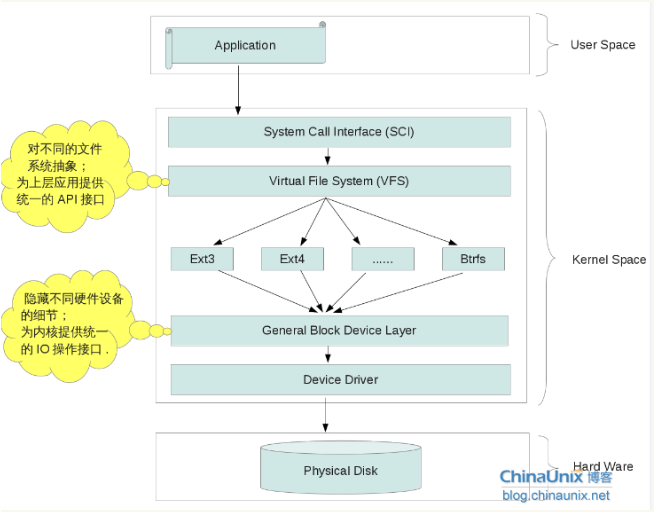 Application
User Space
System Call Interface (SCI)
对不同的文件
系统抽象；
为上层应用提供
统一的 API 接口
Virtual File System (VFS)
Ext3
Ext4
......
Btrfs
Kernel Space
隐藏不同硬件设备
的细节；
为内核提供统一
的 IO 操作接口 .
General Block Device Layer
Device Driver
Physical Disk
Hard Ware
ChinaUnix 博客
blog.chinaunix.net